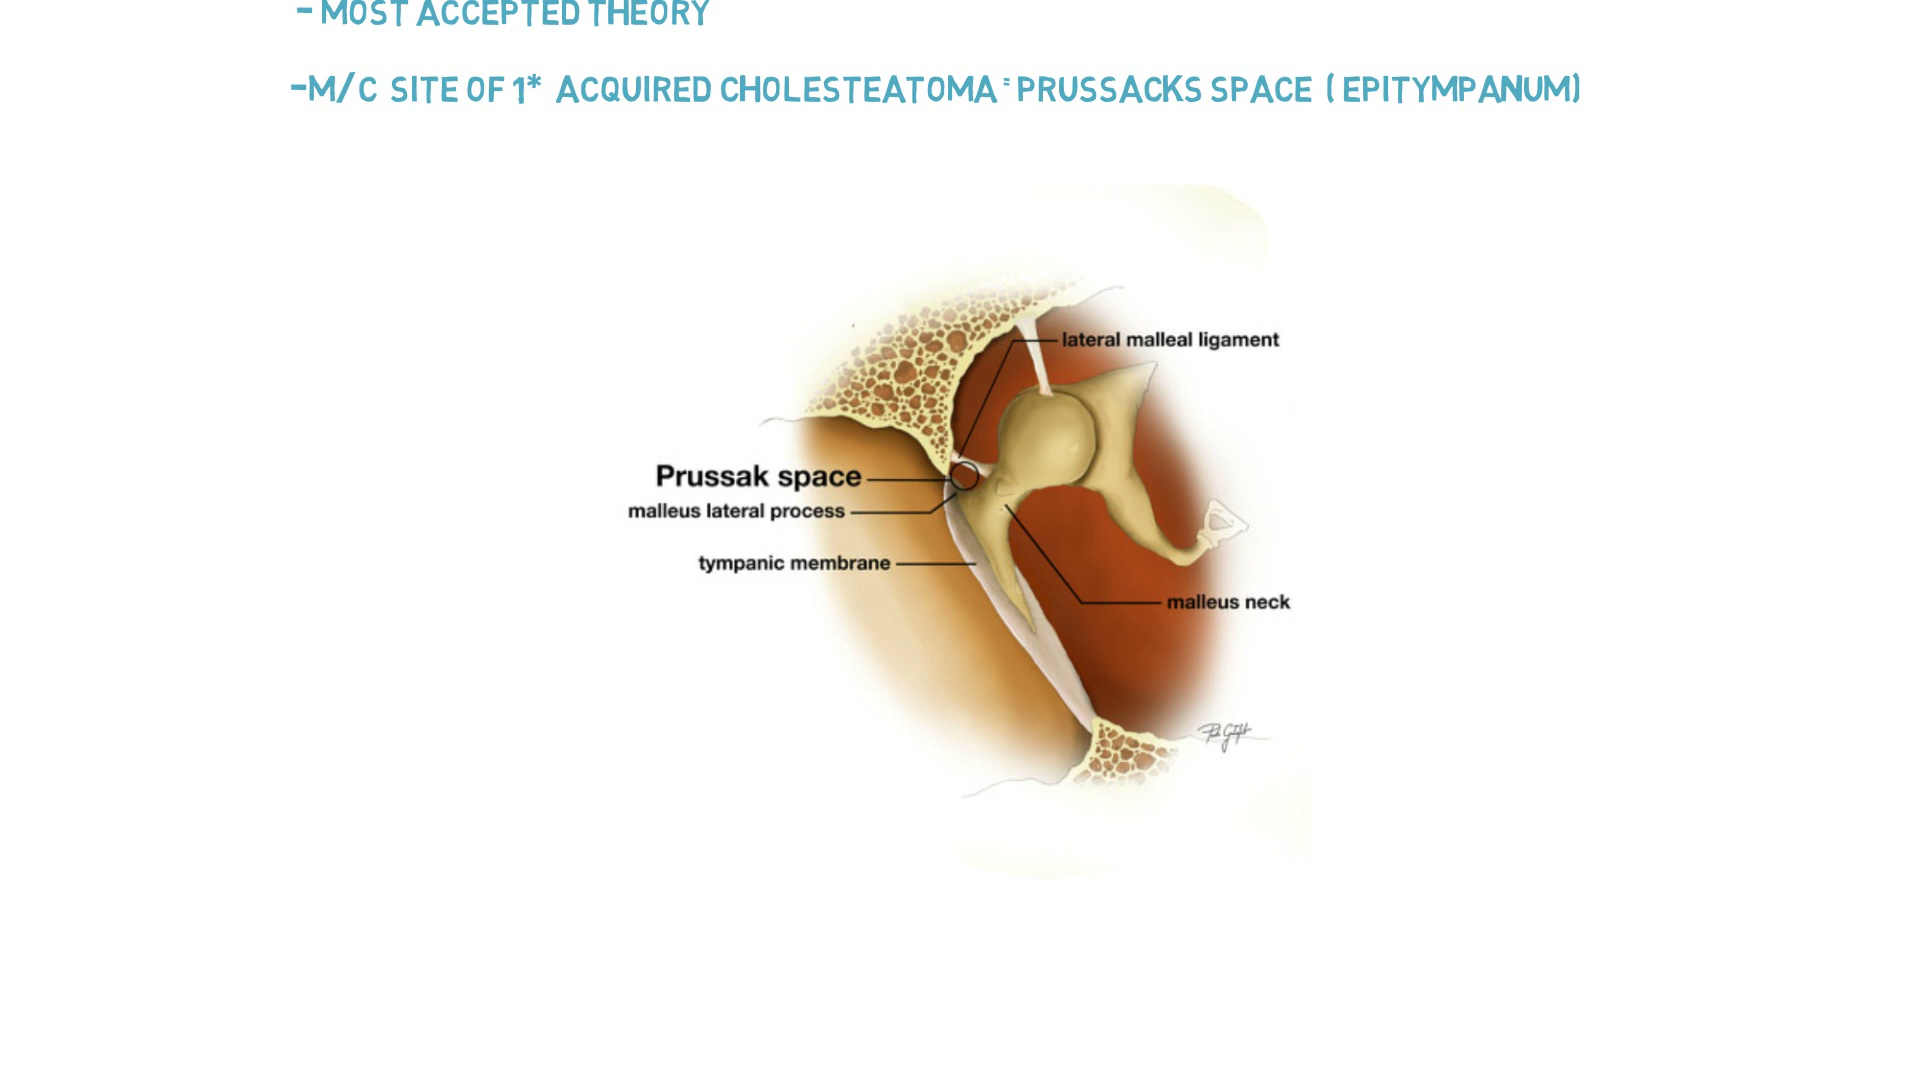 - MOST ACCEPTED THEORY
-M/C SITE OF 1* ACQUIRED CHOLESTEATOMA = PRUSSACKS SPACE ( EPITYMPANUM)
lateral malleal ligament
Prussak space
malleus lateral process
tympanic membrane
malleus neck